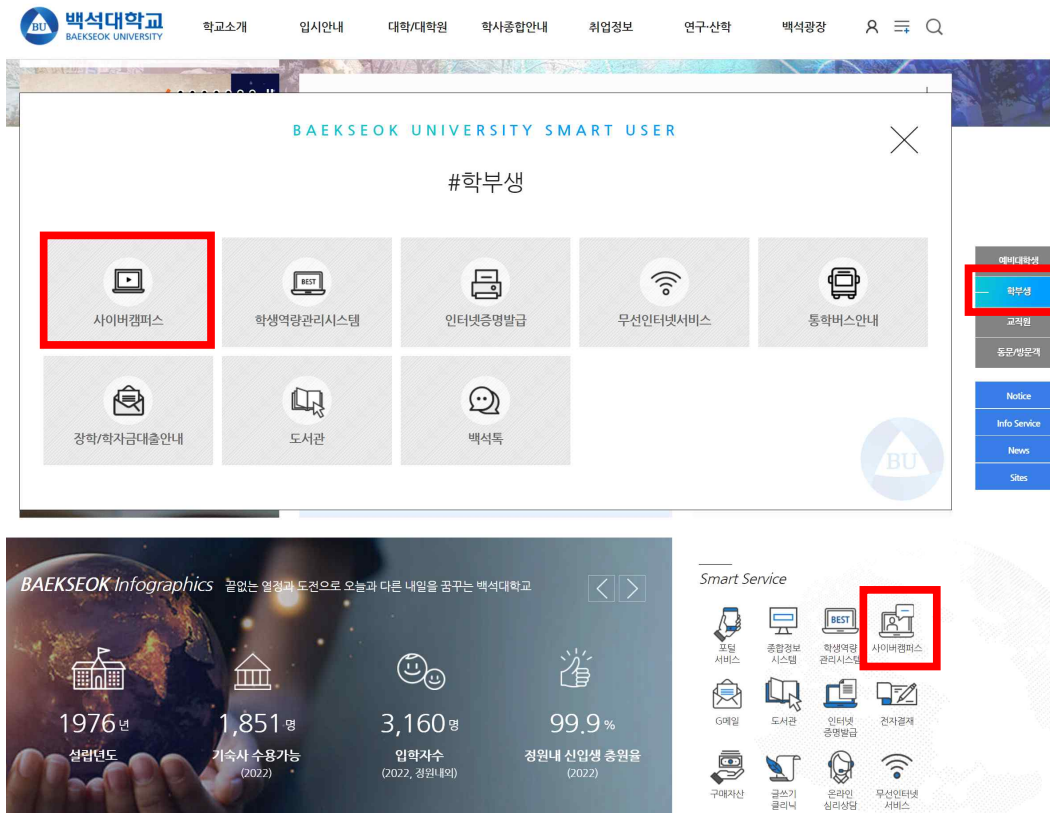 BU
백석대학교
BAEKSEOK UNIVERSITY
학교소개
입시안내
대학/대학원
학사종합안내
취업정보
연구·산학
백석광장
BAEKSEOK UNIVERSITY SMART USER
#학부생
사이버캠퍼스
BEST
학생역량관리시스템
인터넷증명발급
무선인터넷서비스
통학버스안내
장학/학자금대출안내
도서관
백석톡
BU
예비대학생
학부생
교직원
동문/방문객
Notice
Info Service
News
Sites
BAEKSEOK Infographics
끝없는 열정과 도전으로 오늘과 다른 내일을 꿈꾸는 백석대학교
1976 년
설립년도
1,851 명
기숙사 수용가능
(2022)
3,160 명
입학자수
(2022, 정원내외)
99.9 %
정원내 신입생 충원율
(2022)
Smart Service
포털
서비스
종합정보
시스템
BEST
학생역량
관리시스템
사이버캠퍼스
G메일
도서관
인터넷
증명발급
전자결재
구매자산
글쓰기
클리닉
온라인
심리상담
무선인터넷
서비스